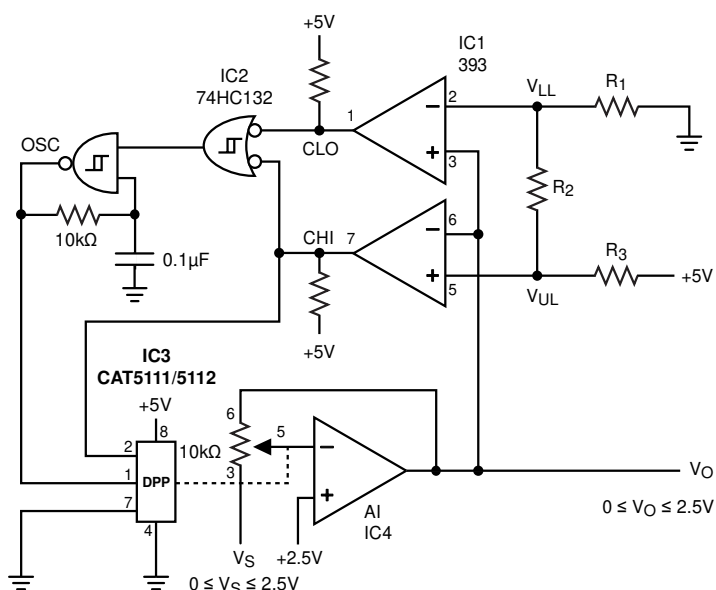 +5V
IC1
393
IC2
74HC132
VLL
R1
1
2
OSC
CLO
3
R2
10kΩ
CHI
7
6
0.1µF
R3
+5V
5
VUL
+5V
IC3
CAT5111/5112
+5V
8
6
5
2
10kΩ
1
DPP
3
VO
7
AI
IC4
0 ≤ VO ≤ 2.5V
4
VS
+2.5V
0 ≤ VS ≤ 2.5V